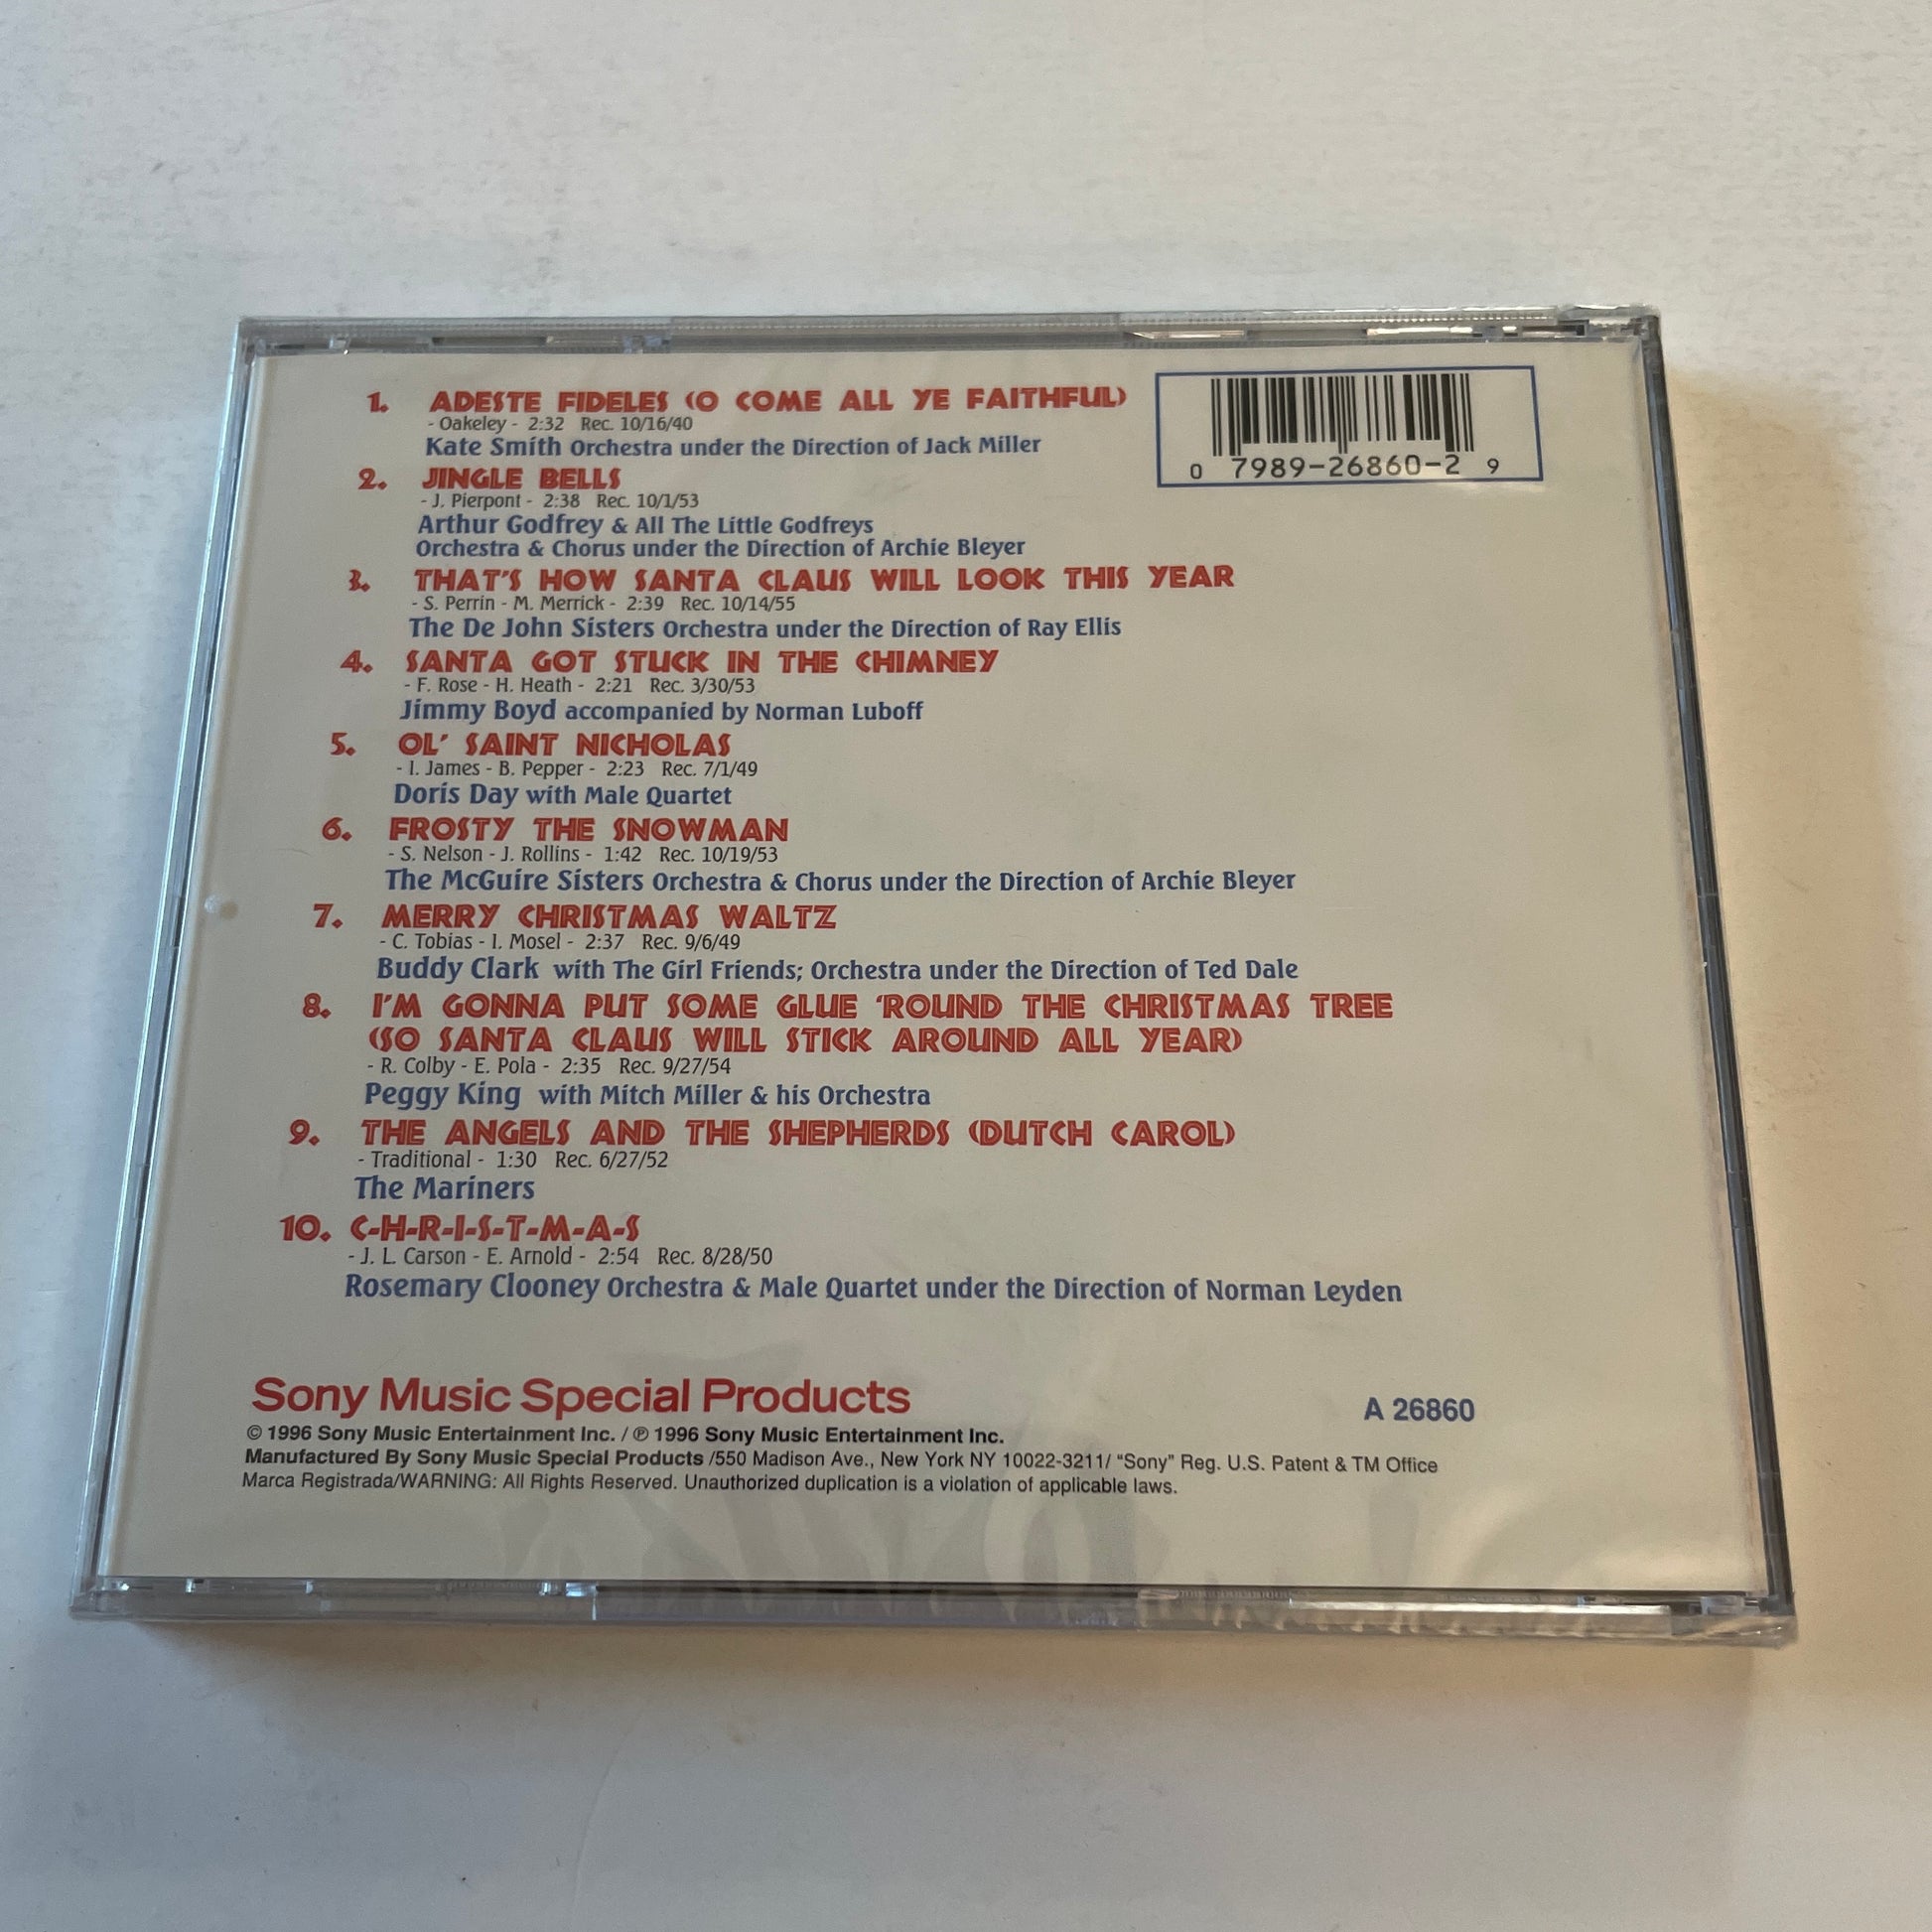 1. ADESTE FIDELES (O COME ALL YE FAITHFUL)
- Oakeley - 2:32 Rec. 10/16/40
Kate Smith Orchestra under the Direction of Jack Miller
0 7989-26860-2 9
2. JINGLE BELLS
- J. Pierpont - 2:38 Rec. 10/1/53
Arthur Godfrey & All The Little Godfreys
Orchestra & Chorus under the Direction of Archie Bleyer
3. THAT'S HOW SANTA CLAUS WILL LOOK THIS YEAR
- S. Perrin - M. Merrick - 2:39 Rec. 10/14/55
The De John Sisters Orchestra under the Direction of Ray Ellis
4. SANTA GOT STUCK IN THE CHIMNEY
- F. Rose - H. Heath - 2:21 Rec. 3/30/53
Jimmy Boyd accompanied by Norman Luboff
5. OL' SAINT NICHOLAS
- I. James - B. Pepper - 2:23 Rec. 7/1/49
Doris Day with Male Quartet
6. FROSTY THE SNOWMAN
- S. Nelson - J. Rollins - 1:42 Rec. 10/19/53
The McGuire Sisters Orchestra & Chorus under the Direction of Archie Bleyer
7. MERRY CHRISTMAS WALTZ
- C. Tobias - I. Mosel - 2:37 Rec. 9/6/49
Buddy Clark with The Girl Friends; Orchestra under the Direction of Ted Dale
8. I'M GONNA PUT SOME GLUE 'ROUND THE CHRISTMAS TREE
(SO SANTA CLAUS WILL STICK AROUND ALL YEAR)
- R. Colby - E. Pola - 2:35 Rec. 9/27/54
Peggy King with Mitch Miller & his Orchestra
9. THE ANGELS AND THE SHEPHERDS (DUTCH CAROL)
- Traditional - 1:30 Rec. 6/27/52
The Mariners
10. C-H-R-I-S-T-M-A-S
- J. L. Carson - E. Arnold - 2:54 Rec. 8/28/50
Rosemary Clooney Orchestra & Male Quartet under the Direction of Norman Leyden
Sony Music Special Products
A 26860
© 1996 Sony Music Entertainment Inc. / ℗ 1996 Sony Music Entertainment Inc.
Manufactured By Sony Music Special Products /550 Madison Ave., New York NY 10022-3211/ "Sony" Reg. U.S. Patent & TM Office
Marca Registrada/WARNING: All Rights Reserved. Unauthorized duplication is a violation of applicable laws.